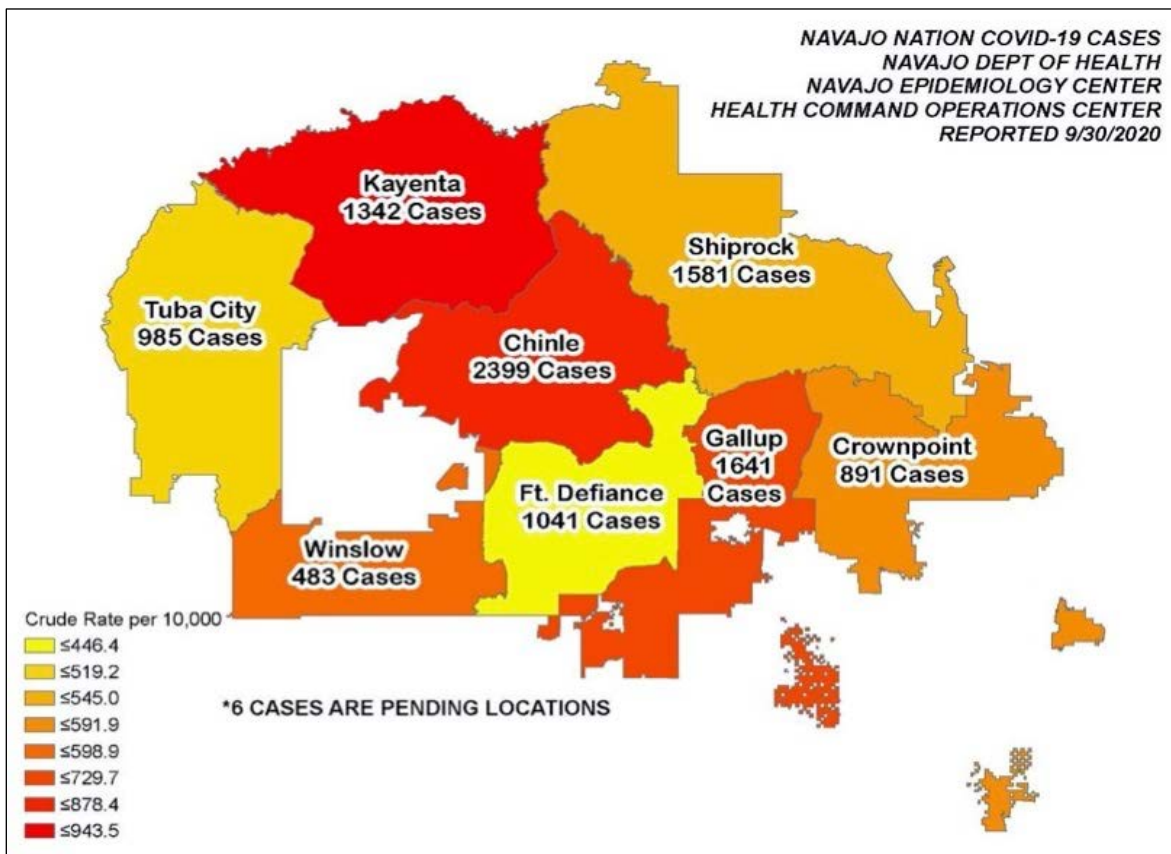 NAVAJO NATION COVID-19 CASES
NAVAJO DEPT OF HEALTH
NAVAJO EPIDEMIOLOGY CENTER
HEALTH COMMAND OPERATIONS CENTER
REPORTED 9/30/2020
Kayenta
1342 Cases
Shiprock
1581 Cases
Tuba City
985 Cases
Chinle
2399 Cases
Gallup
1641
Cases
Crownpoint
891 Cases
Ft. Defiance
1041 Cases
Winslow
483 Cases
Crude Rate per 10,000
≤446.4
≤519.2
≤545.0
≤591.9
≤598.9
≤729.7
≤878.4
≤943.5
*6 CASES ARE PENDING LOCATIONS